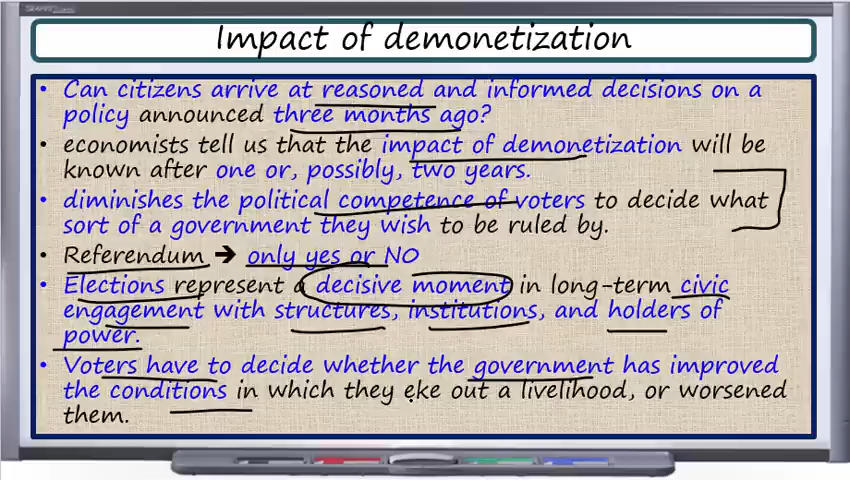 Impact of demonetization
• Can citizens arrive at reasoned and informed decisions on a
policy announced three months ago?
• economists tell us that the impact of demonetization will be
known after one or, possibly, two years.
• diminishes the political competence of voters to decide what
sort of a government they wish to be ruled by.
• Referendum → only yes or NO
• Elections represent a decisive moment in long-term civic
engagement with structures, institutions, and holders of
power.
• Voters have to decide whether the government has improved
the conditions in which they eke out a livelihood, or worsened
them.